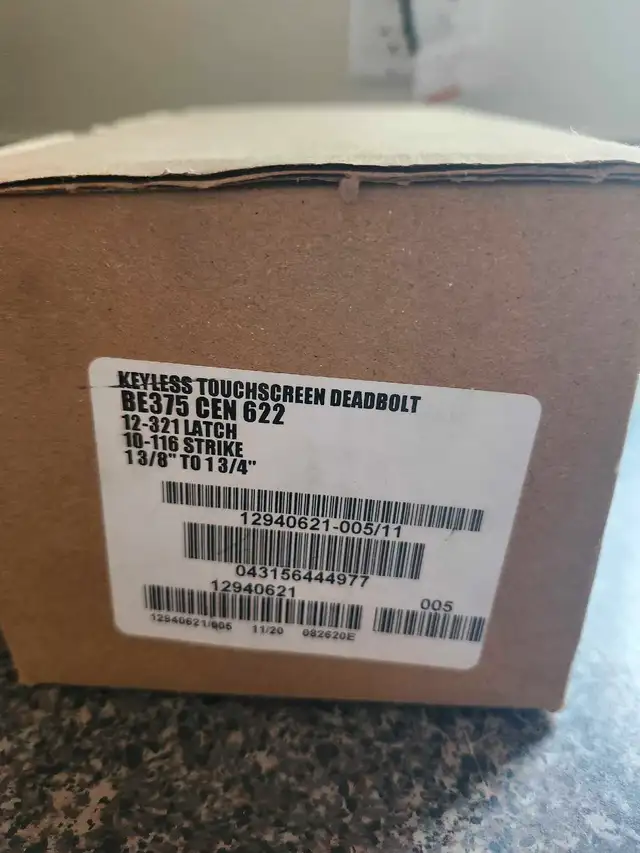 KEYLESS TOUCHSCREEN DEADBOLT
BE375 CEN 622
12-321 LATCH
10-116 STRIKE
1 3/8" TO 1 3/4"
12940621-005/11
043156444977
12940621
005
12940621/005 11/20 082620E